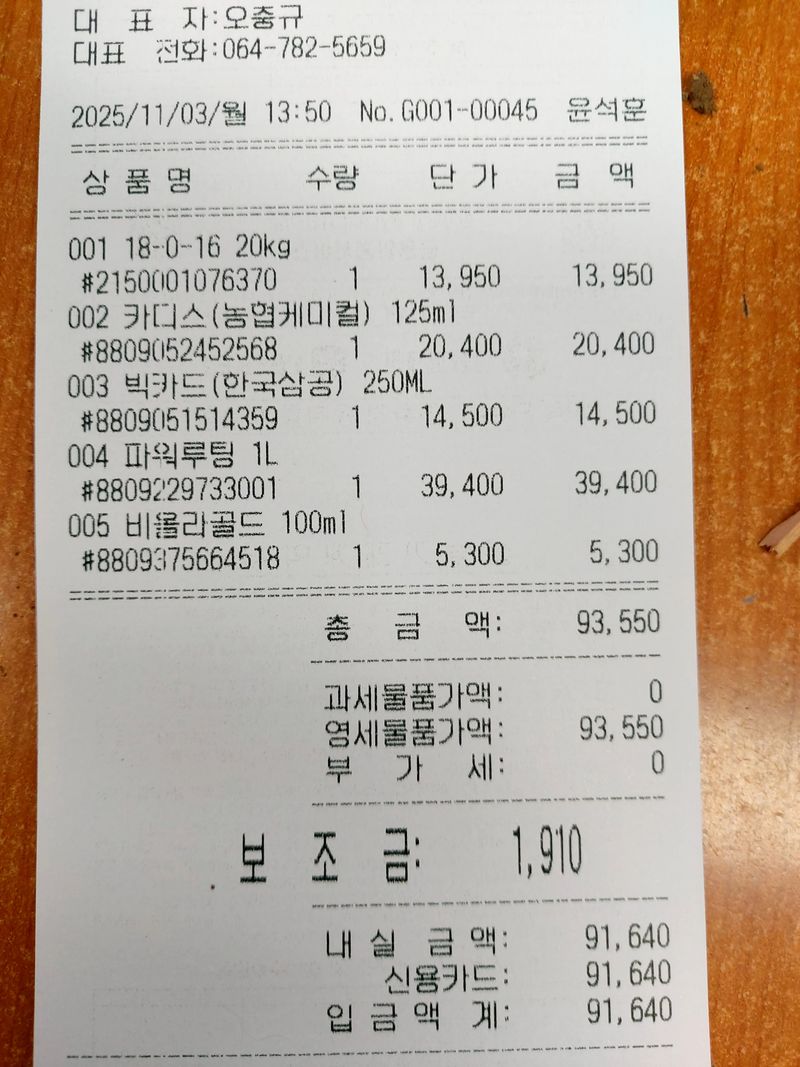 대 표 자:오충규
대표 전화:064-782-5659
2025/11/03/월 13:50 No.G001-00045 윤석훈
상 품 명 수량 단 가 금 액
001 18-0-16 20kg
#2150001076370 1 13,950 13,950
002 카디스(농협케미컬) 125ml
#8809052452568 1 20,400 20,400
003 빅카드(한국삼공) 250ML
#8809051514359 1 14,500 14,500
004 파워루팅 1L
#8809229733001 1 39,400 39,400
005 비욜라골드 100ml
#8809375664518 1 5,300 5,300
총 금 액: 93,550
과세물품가액: 0
영세물품가액: 93,550
부 가 세: 0
보 조 금: 1,910
내 실 금 액: 91,640
신용카드: 91,640
입 금 액 계: 91,640